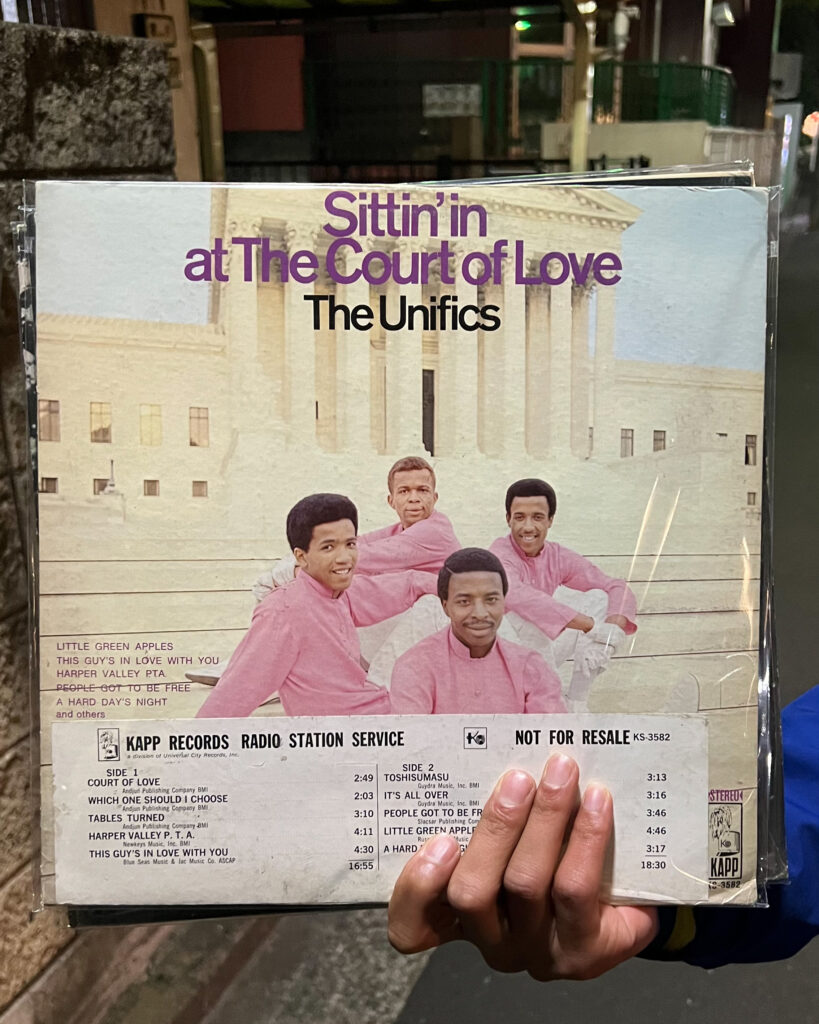 Sittin' in
at The Court of Love
The Unifics
LITTLE GREEN APPLES
THIS GUY'S IN LOVE WITH YOU
HARPER VALLEY PTA
PEOPLE GOT TO BE FREE
A HARD DAY'S NIGHT
and others
KAPP RECORDS RADIO STATION SERVICE NOT FOR RESALE KS-3582
a division of Universal City Records, Inc.
SIDE 1
COURT OF LOVE 2:49
Andjun Publishing Company BMI
WHICH ONE SHOULD I CHOOSE 2:03
Andjun Publishing Company BMI
TABLES TURNED 3:10
Andjun Publishing Company BMI
HARPER VALLEY P. T. A. 4:11
Newkeys Music, Inc. BMI
THIS GUY'S IN LOVE WITH YOU 4:30
Blue Seas Music & Jac Music Co. ASCAP
16:55
SIDE 2
TOSHISUMASU 3:13
Guydra Music, Inc. BMI
IT'S ALL OVER 3:16
Guydra Music, Inc. BMI
PEOPLE GOT TO BE FR 3:46
Slacsar Publishing Com
LITTLE GREEN APPLE 4:46
A HARD 3:17
18:30
STEREO
KAPP
KS-3582